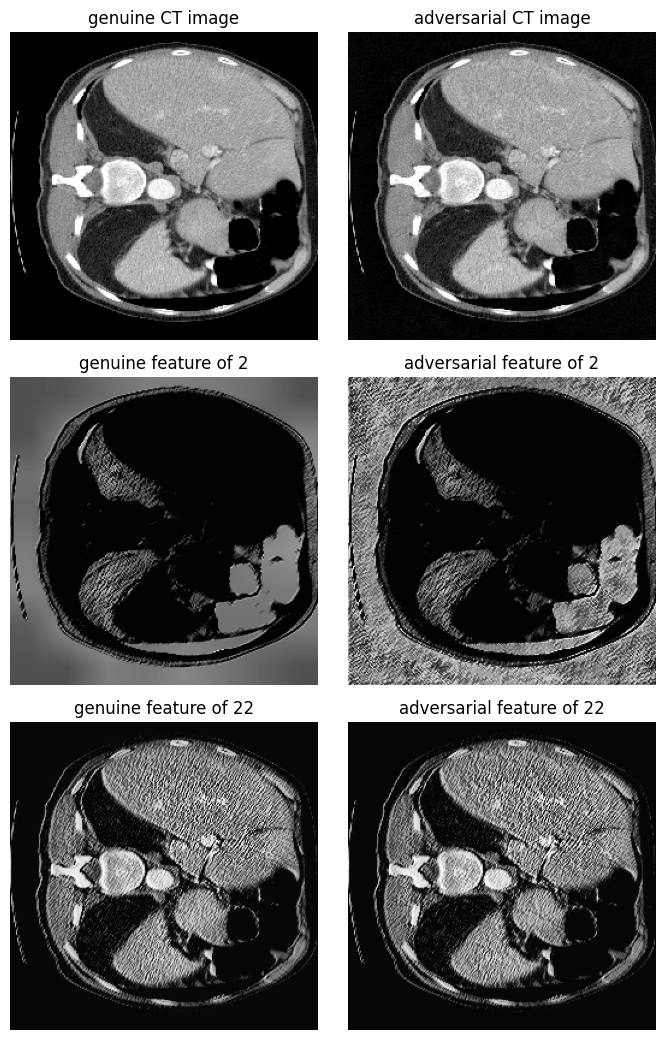 genuine CT image
adversarial CT image
genuine feature of 2
adversarial feature of 2
genuine feature of 22
adversarial feature of 22